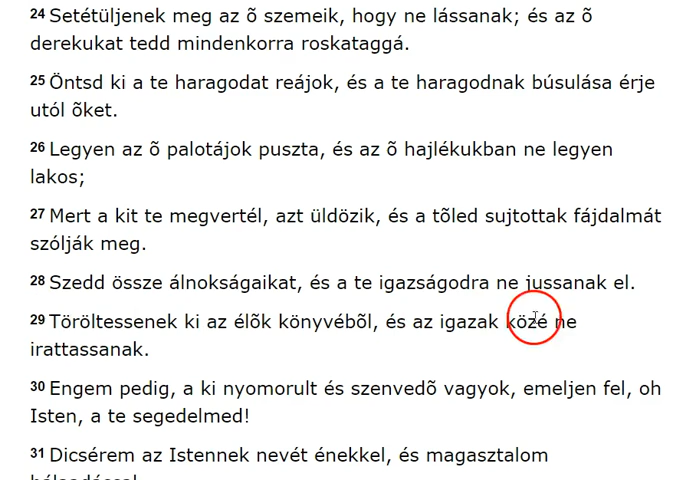 24 Setétüljenek meg az õ szemeik, hogy ne lássanak; és az õ
derekukat tedd mindenkorra roskataggá.
25 Öntsd ki a te haragodat reájok, és a te haragodnak búsulása érje
utól õket.
26 Legyen az õ palotájok puszta, és az õ hajlékukban ne legyen
lakos;
27 Mert a kit te megvertél, azt üldözik, és a tõled sujtottak fájdalmát
szólják meg.
28 Szedd össze álnokságaikat, és a te igazságodra ne jussanak el.
29 Töröltessenek ki az élõk könyvébõl, és az igazak közé ne
irattassanak.
30 Engem pedig, a ki nyomorult és szenvedõ vagyok, emeljen fel, oh
Isten, a te segedelmed!
31 Dicsérem az Istennek nevét énekkel, és magasztalom